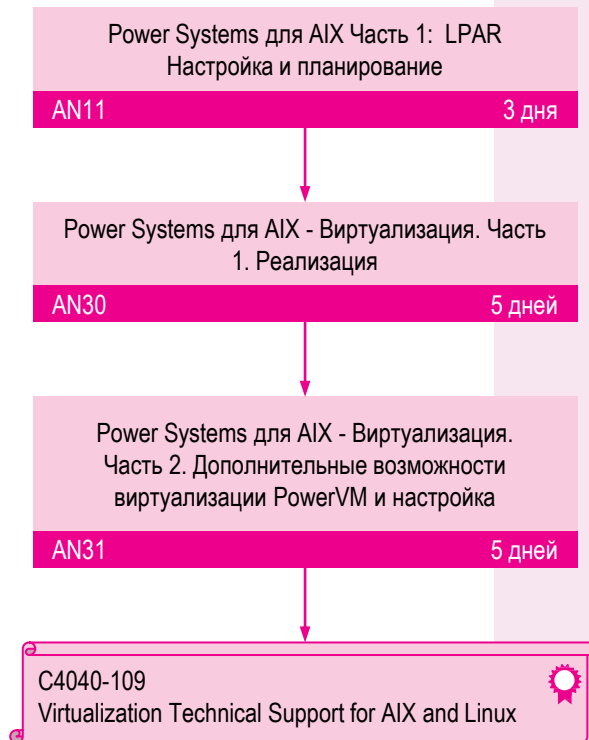 Power Systems для AIX Часть 1: LPAR
Настройка и планирование
AN11 3 дня
Power Systems для AIX - Виртуализация. Часть
1. Реализация
AN30 5 дней
Power Systems для AIX - Виртуализация.
Часть 2. Дополнительные возможности
виртуализации PowerVM и настройка
AN31 5 дней
C4040-109
Virtualization Technical Support for AIX and Linux